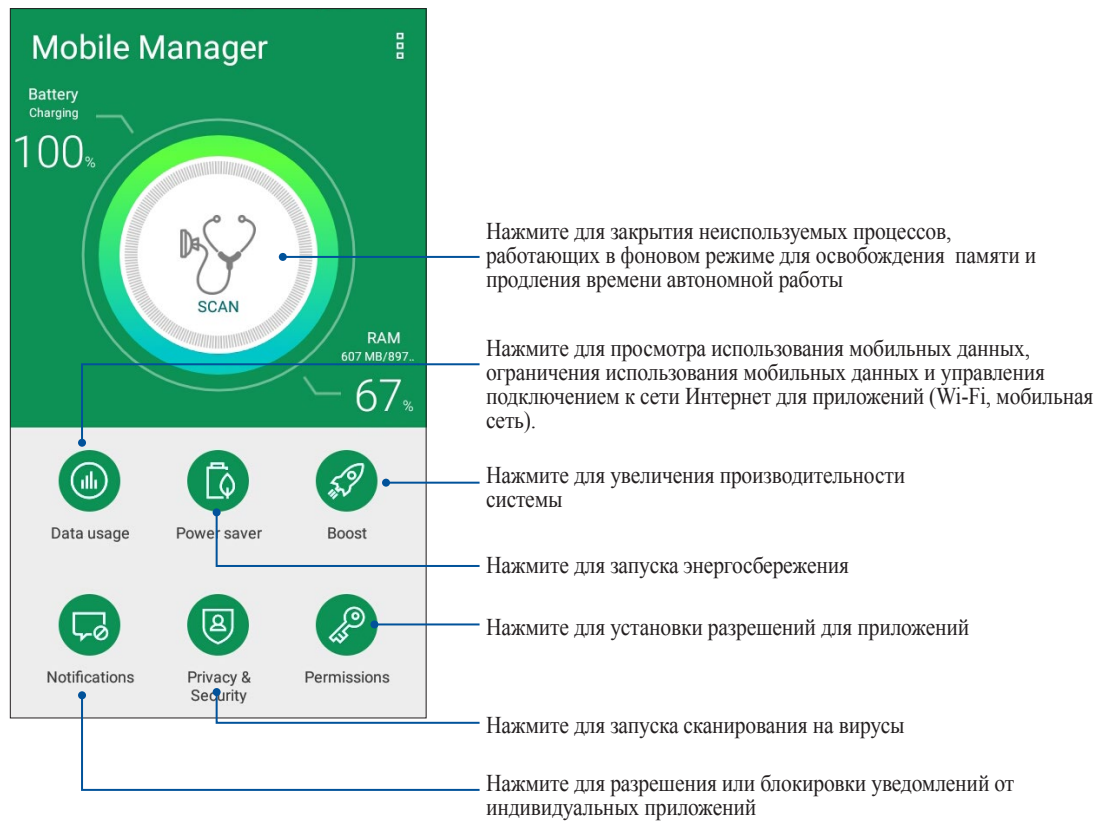 Mobile Manager
Battery
Charging
100%
SCAN
RAM
607 MB/897..
67%
Data usage
Power saver
Boost
Notifications
Privacy &
Security
Permissions
Нажмите для закрытия неиспользуемых процессов,
работающих в фоновом режиме для освобождения памяти и
продления времени автономной работы
Нажмите для просмотра использования мобильных данных,
ограничения использования мобильных данных и управления
подключением к сети Интернет для приложений (Wi-Fi, мобильная
сеть).
Нажмите для увеличения производительности
системы
Нажмите для запуска энергосбережения
Нажмите для установки разрешений для приложений
Нажмите для запуска сканирования на вирусы
Нажмите для разрешения или блокировки уведомлений от
индивидуальных приложений